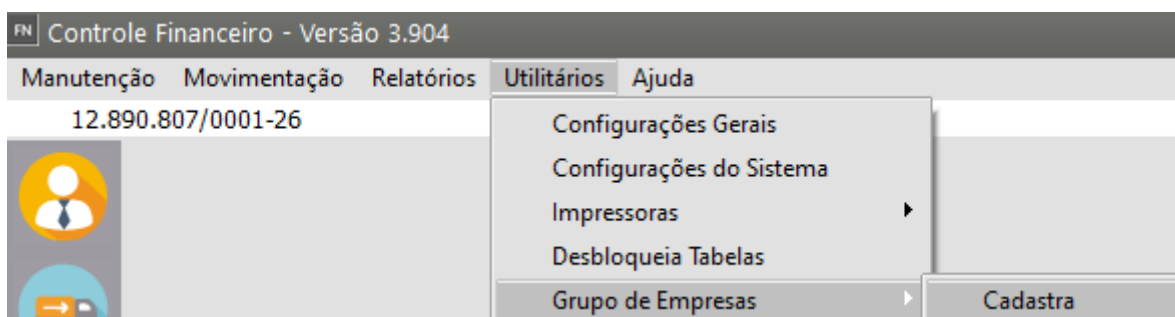 FN Controle Financeiro - Versão 3.904
Manutenção Movimentação Relatórios Utilitários Ajuda
12.890.807/0001-26
Configurações Gerais
Configurações do Sistema
Impressoras
Desbloqueia Tabelas
Grupo de Empresas Cadastra